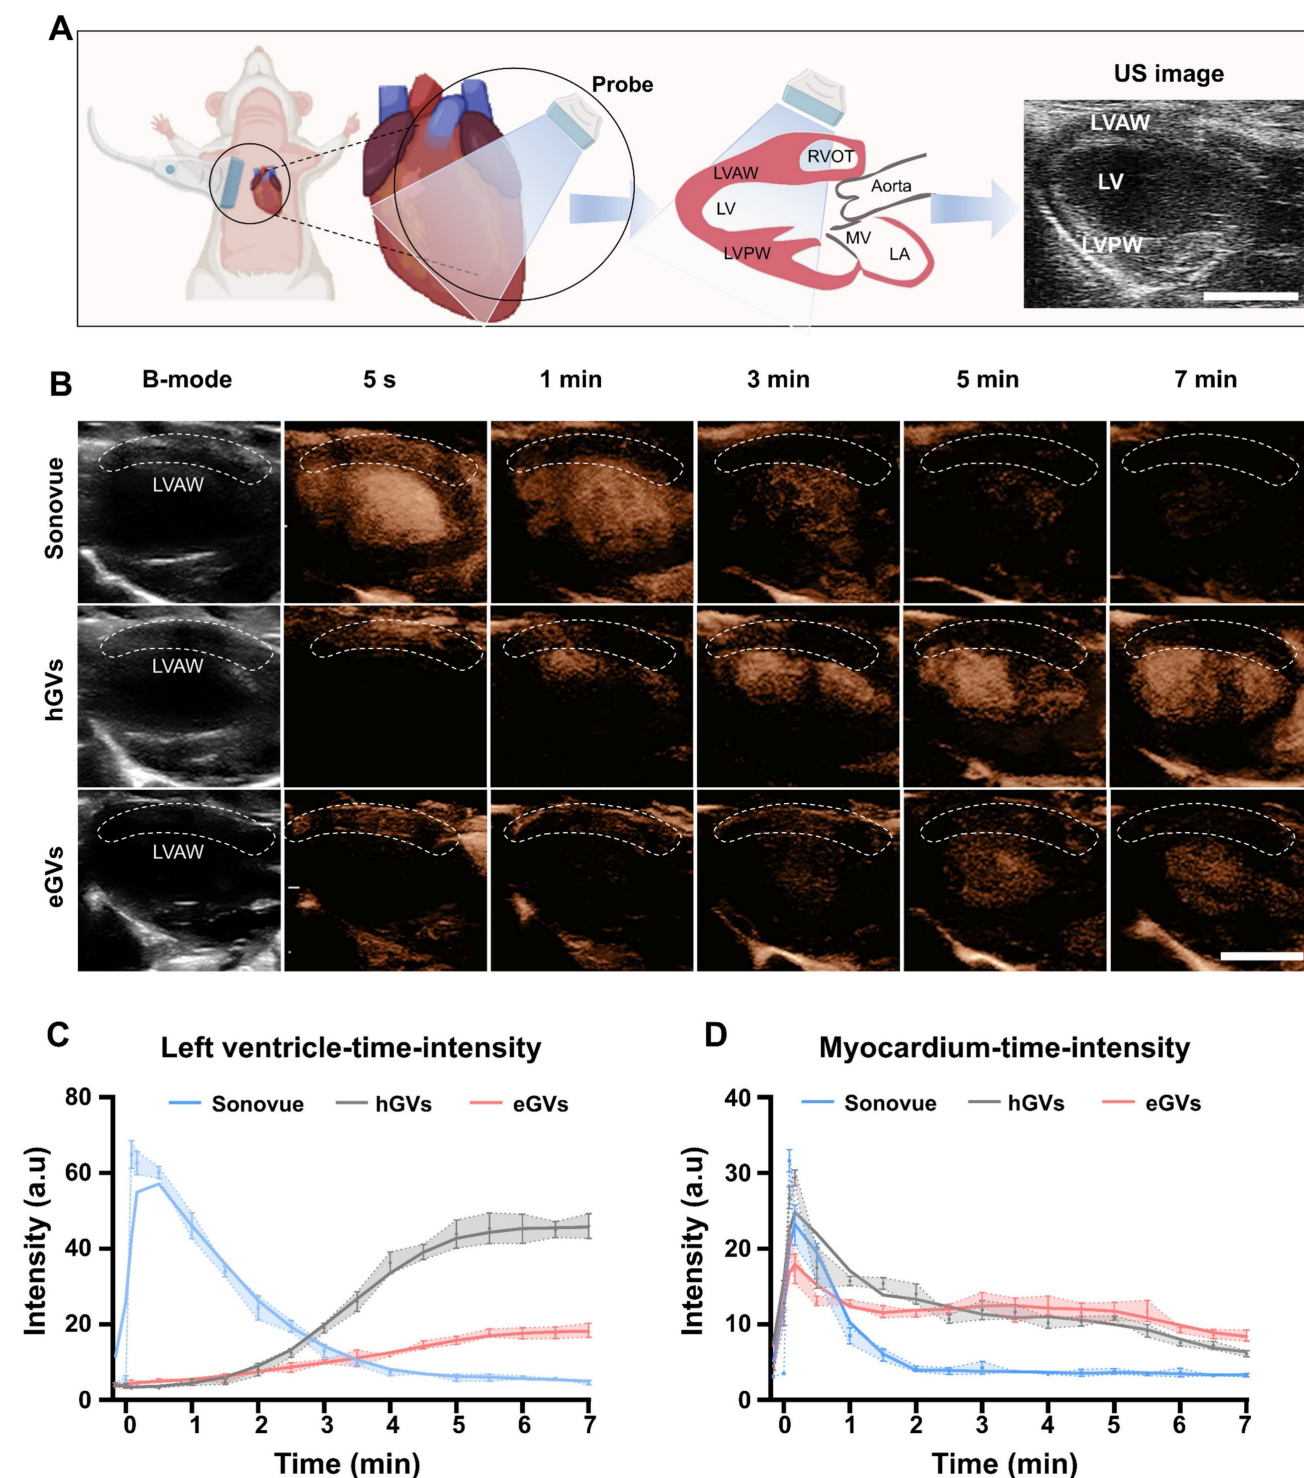 A
Probe
US image
LVAW
LV
LVPW
RVOT
LVAW
Aorta
LV
MV
LVPW
LA
B
B-mode 5 s 1 min 3 min 5 min 7 min
Sonovue
LVAW
hGVs
LVAW
eGVs
LVAW
C
Left ventricle-time-intensity
Sonovue hGVs eGVs
Intensity (a.u)
80
60
40
20
0
0 1 2 3 4 5 6 7
Time (min)
D
Myocardium-time-intensity
Sonovue hGVs eGVs
Intensity (a.u)
40
30
20
10
0
0 1 2 3 4 5 6 7
Time (min)